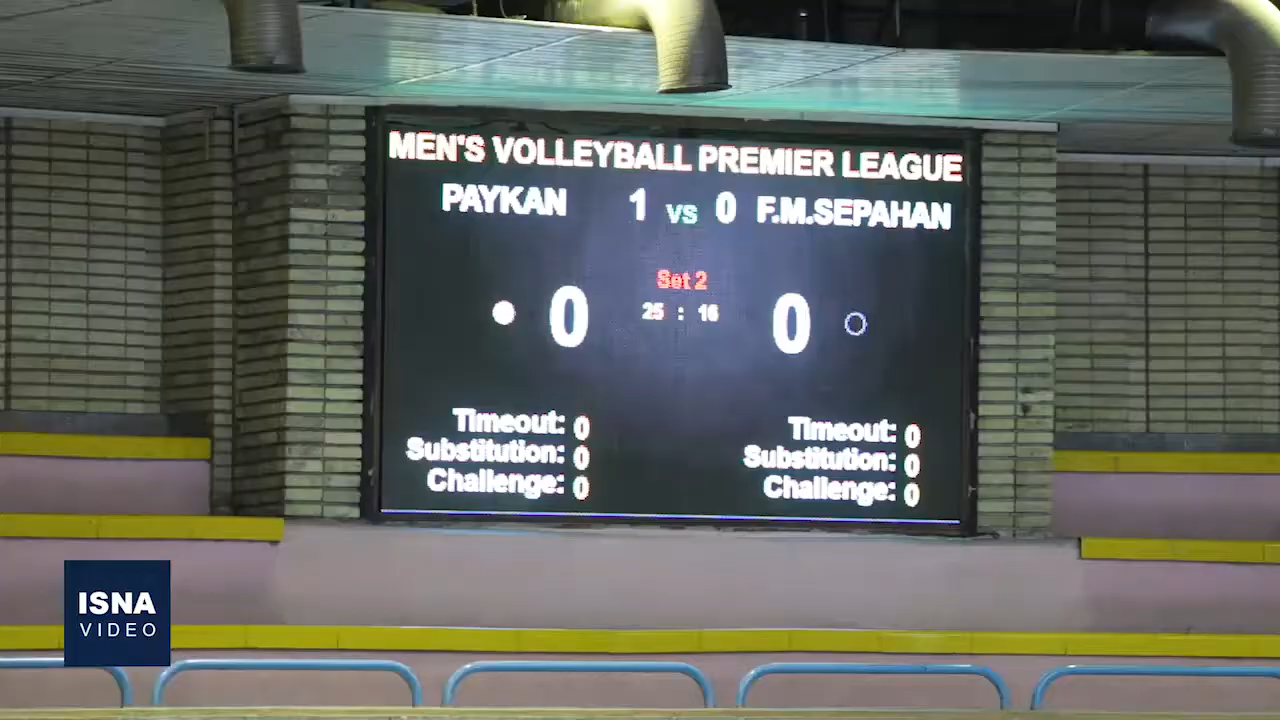 MEN'S VOLLEYBALL PREMIER LEAGUE
PAYKAN 1 VS 0 F.M.SEPAHAN
Set 2
0 25 : 16 0
Timeout: 0 Timeout: 0
Substitution: 0 Substitution: 0
Challenge: 0 Challenge: 0
ISNA
VIDEO